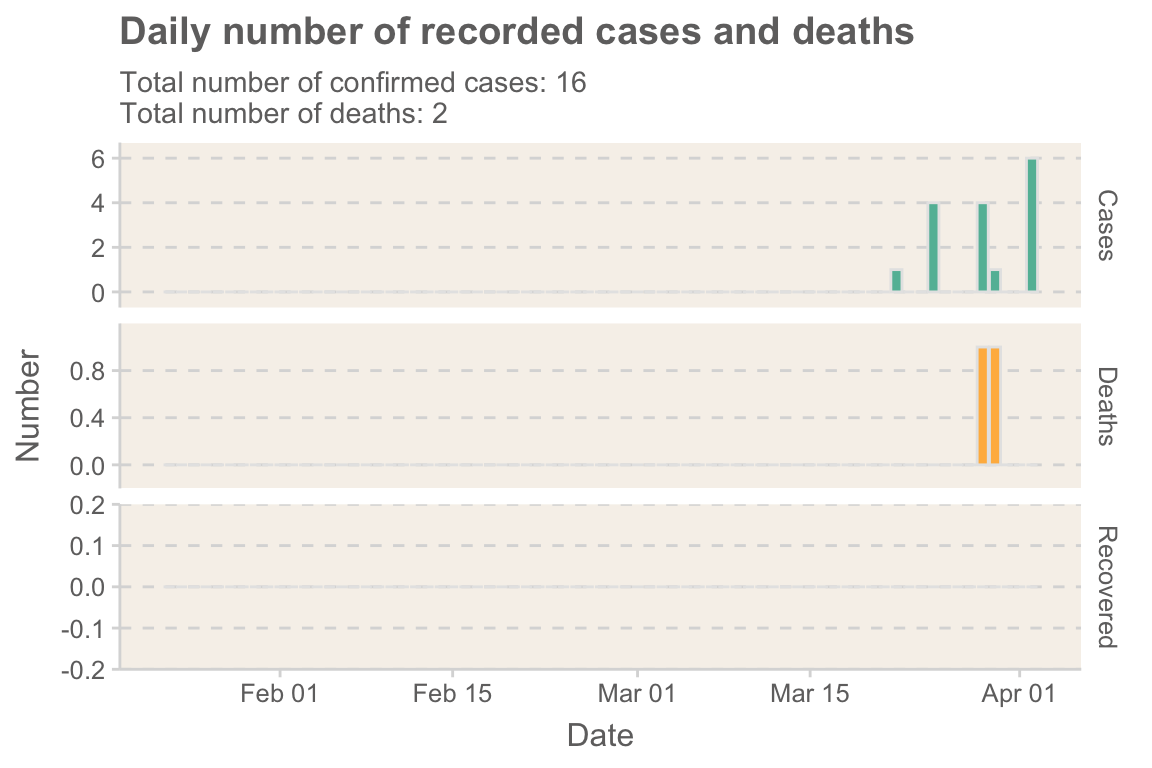 Daily number of recorded cases and deaths
Total number of confirmed cases: 16
Total number of deaths: 2
6
4
2
0
Cases
0.8
0.4
0.0
Deaths
0.2
0.1
0.0
-0.1
-0.2
Recovered
Number
Feb 01 Feb 15 Mar 01 Mar 15 Apr 01
Date